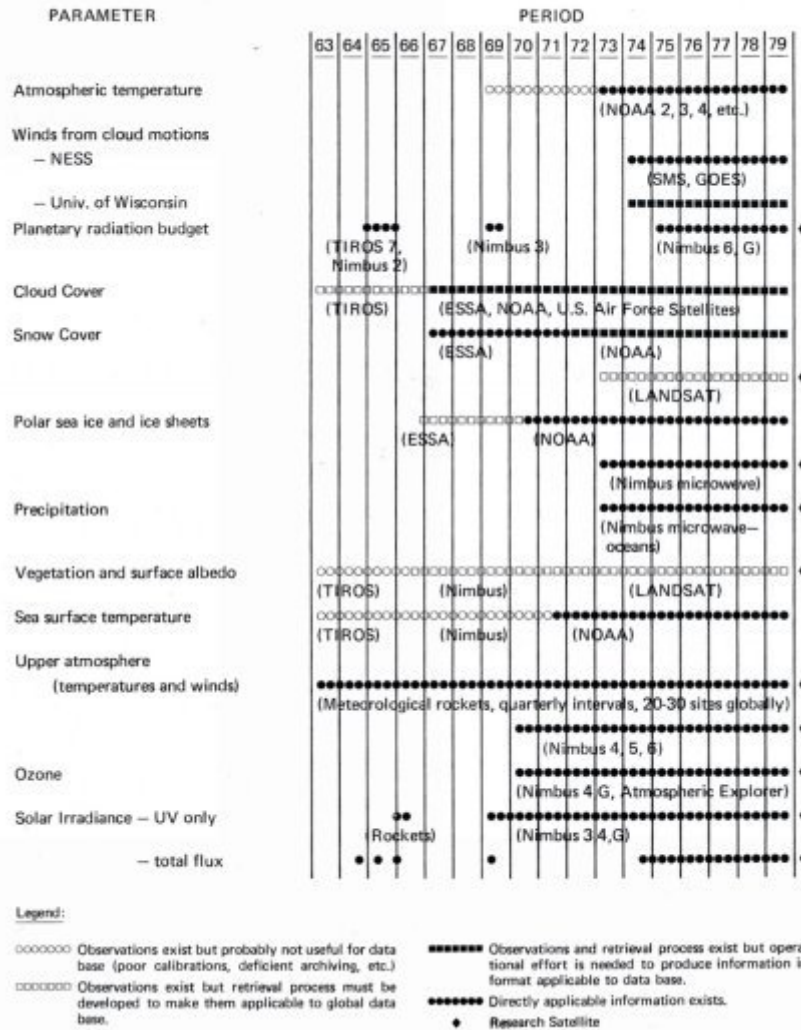 PARAMETER PERIOD
63 64 65 66 67 68 69 70 71 72 73 74 75 76 77 78 79
Atmospheric temperature
(NOAA 2, 3, 4, etc.)
Winds from cloud motions
— NESS
(SMS, GOES)
— Univ. of Wisconsin
Planetary radiation budget
(TIROS 7, Nimbus 2) (Nimbus 3) (Nimbus 6, G)
Cloud Cover
(TIROS) (ESSA, NOAA, U.S. Air Force Satellites)
Snow Cover
(ESSA) (NOAA)
(LANDSAT)
Polar sea ice and ice sheets
(ESSA) (NOAA)
(Nimbus microweve)
Precipitation
(Nimbus microwave—
oceans)
Vegetation and surface albedo
(TIROS) (Nimbus) (LANDSAT)
Sea surface temperature
(TIROS) (Nimbus) (NOAA)
Upper atmosphere
(temperatures and winds)
(Meteorological rockets, quarterly intervals, 20-30 sites globally)
(Nimbus 4, 5, 6)
Ozone
(Nimbus 4 G, Atmospheric Explorer)
Solar Irradiance — UV only
(Rockets) (Nimbus 3 4,G)
— total flux
Legend:
Observations exist but probably not useful for data
base (poor calibrations, deficient archiving, etc.)
Observations exist but retrieval process must be
developed to make them applicable to global data
base.
Observations and retrieval process exist but opera
tional effort is needed to produce information i
format applicable to data base.
Directly applicable information exists.
Research Satellite